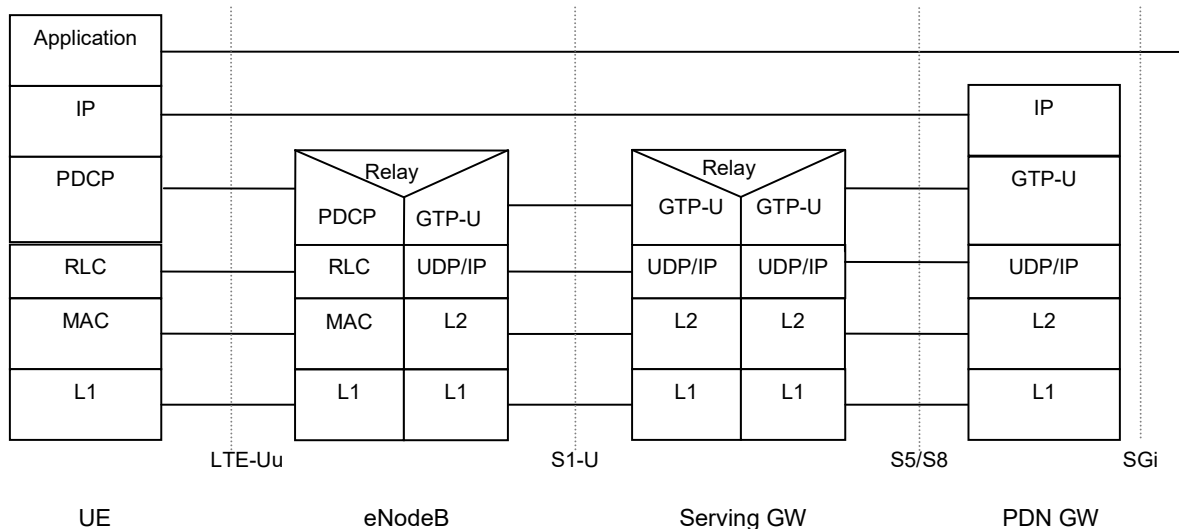 Application
IP IP
PDCP Relay Relay GTP-U
PDCP GTP-U GTP-U GTP-U
RLC RLC UDP/IP UDP/IP UDP/IP UDP/IP
MAC MAC L2 L2 L2 L2
L1 L1 L1 L1 L1 L1
LTE-Uu S1-U S5/S8 SGi
UE eNodeB Serving GW PDN GW